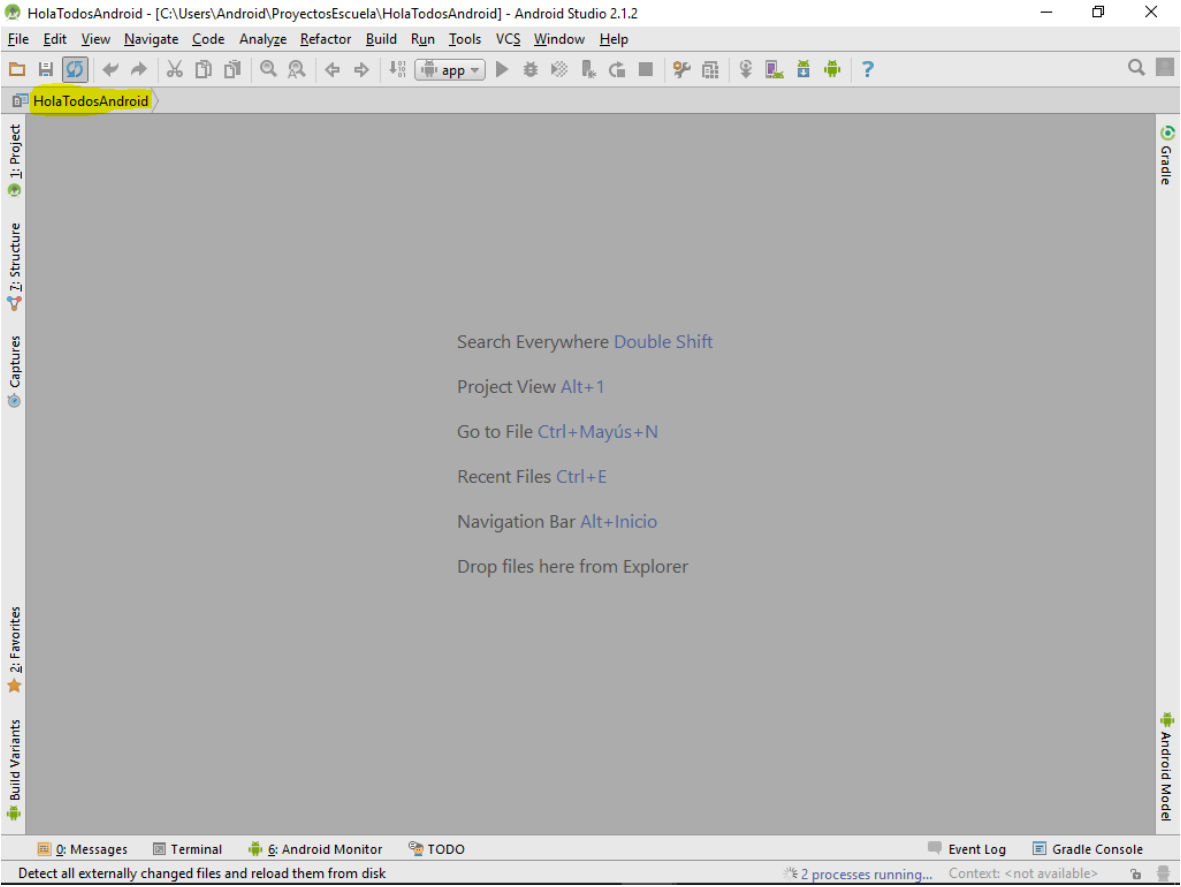 HolaTodosAndroid - [C:\Users\Android\ProyectosEscuela\HolaTodosAndroid] - Android Studio 2.1.2
File Edit View Navigate Code Analyze Refactor Build Run Tools VCS Window Help
app
HolaTodosAndroid
1: Project
7: Structure
Captures
2: Favorites
Build Variants
Search Everywhere Double Shift
Project View Alt+1
Go to File Ctrl+Mayús+N
Recent Files Ctrl+E
Navigation Bar Alt+Inicio
Drop files here from Explorer
Gradle
Android Model
0: Messages Terminal 6: Android Monitor TODO Event Log Gradle Console
Detect all externally changed files and reload them from disk 2 processes running... Context: <not available>